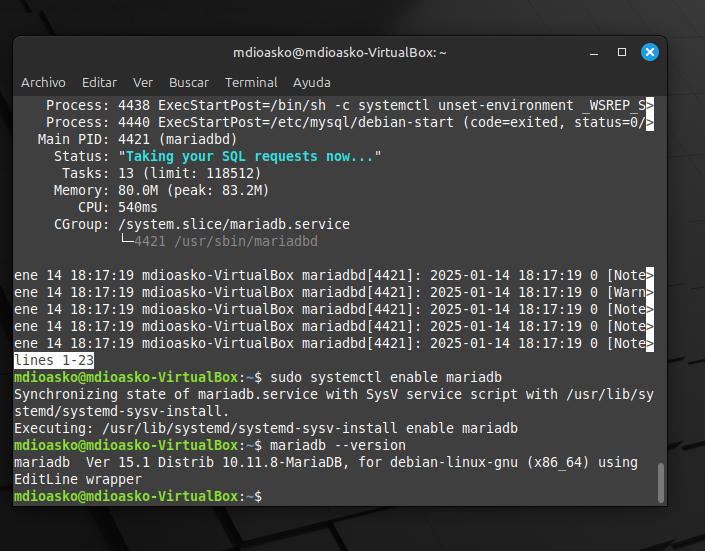 mdioasko@mdioasko-VirtualBox: ~
Archivo Editar Ver Buscar Terminal Ayuda
    Process: 4438 ExecStartPost=/bin/sh -c systemctl unset-environment _WSREP_S>
    Process: 4440 ExecStartPost=/etc/mysql/debian-start (code=exited, status=0/>
   Main PID: 4421 (mariadbd)
     Status: "Taking your SQL requests now..."
      Tasks: 13 (limit: 118512)
     Memory: 80.0M (peak: 83.2M)
        CPU: 540ms
     CGroup: /system.slice/mariadb.service
             └─4421 /usr/sbin/mariadbd
ene 14 18:17:19 mdioasko-VirtualBox mariadbd[4421]: 2025-01-14 18:17:19 0 [Note>
ene 14 18:17:19 mdioasko-VirtualBox mariadbd[4421]: 2025-01-14 18:17:19 0 [Warn>
ene 14 18:17:19 mdioasko-VirtualBox mariadbd[4421]: 2025-01-14 18:17:19 0 [Note>
ene 14 18:17:19 mdioasko-VirtualBox mariadbd[4421]: 2025-01-14 18:17:19 0 [Note>
ene 14 18:17:19 mdioasko-VirtualBox mariadbd[4421]: 2025-01-14 18:17:19 0 [Note>
lines 1-23
mdioasko@mdioasko-VirtualBox:~$ sudo systemctl enable mariadb
Synchronizing state of mariadb.service with SysV service script with /usr/lib/sy
stemd/systemd-sysv-install.
Executing: /usr/lib/systemd/systemd-sysv-install enable mariadb
mdioasko@mdioasko-VirtualBox:~$ mariadb --version
mariadb  Ver 15.1 Distrib 10.11.8-MariaDB, for debian-linux-gnu (x86_64) using
EditLine wrapper
mdioasko@mdioasko-VirtualBox:~$